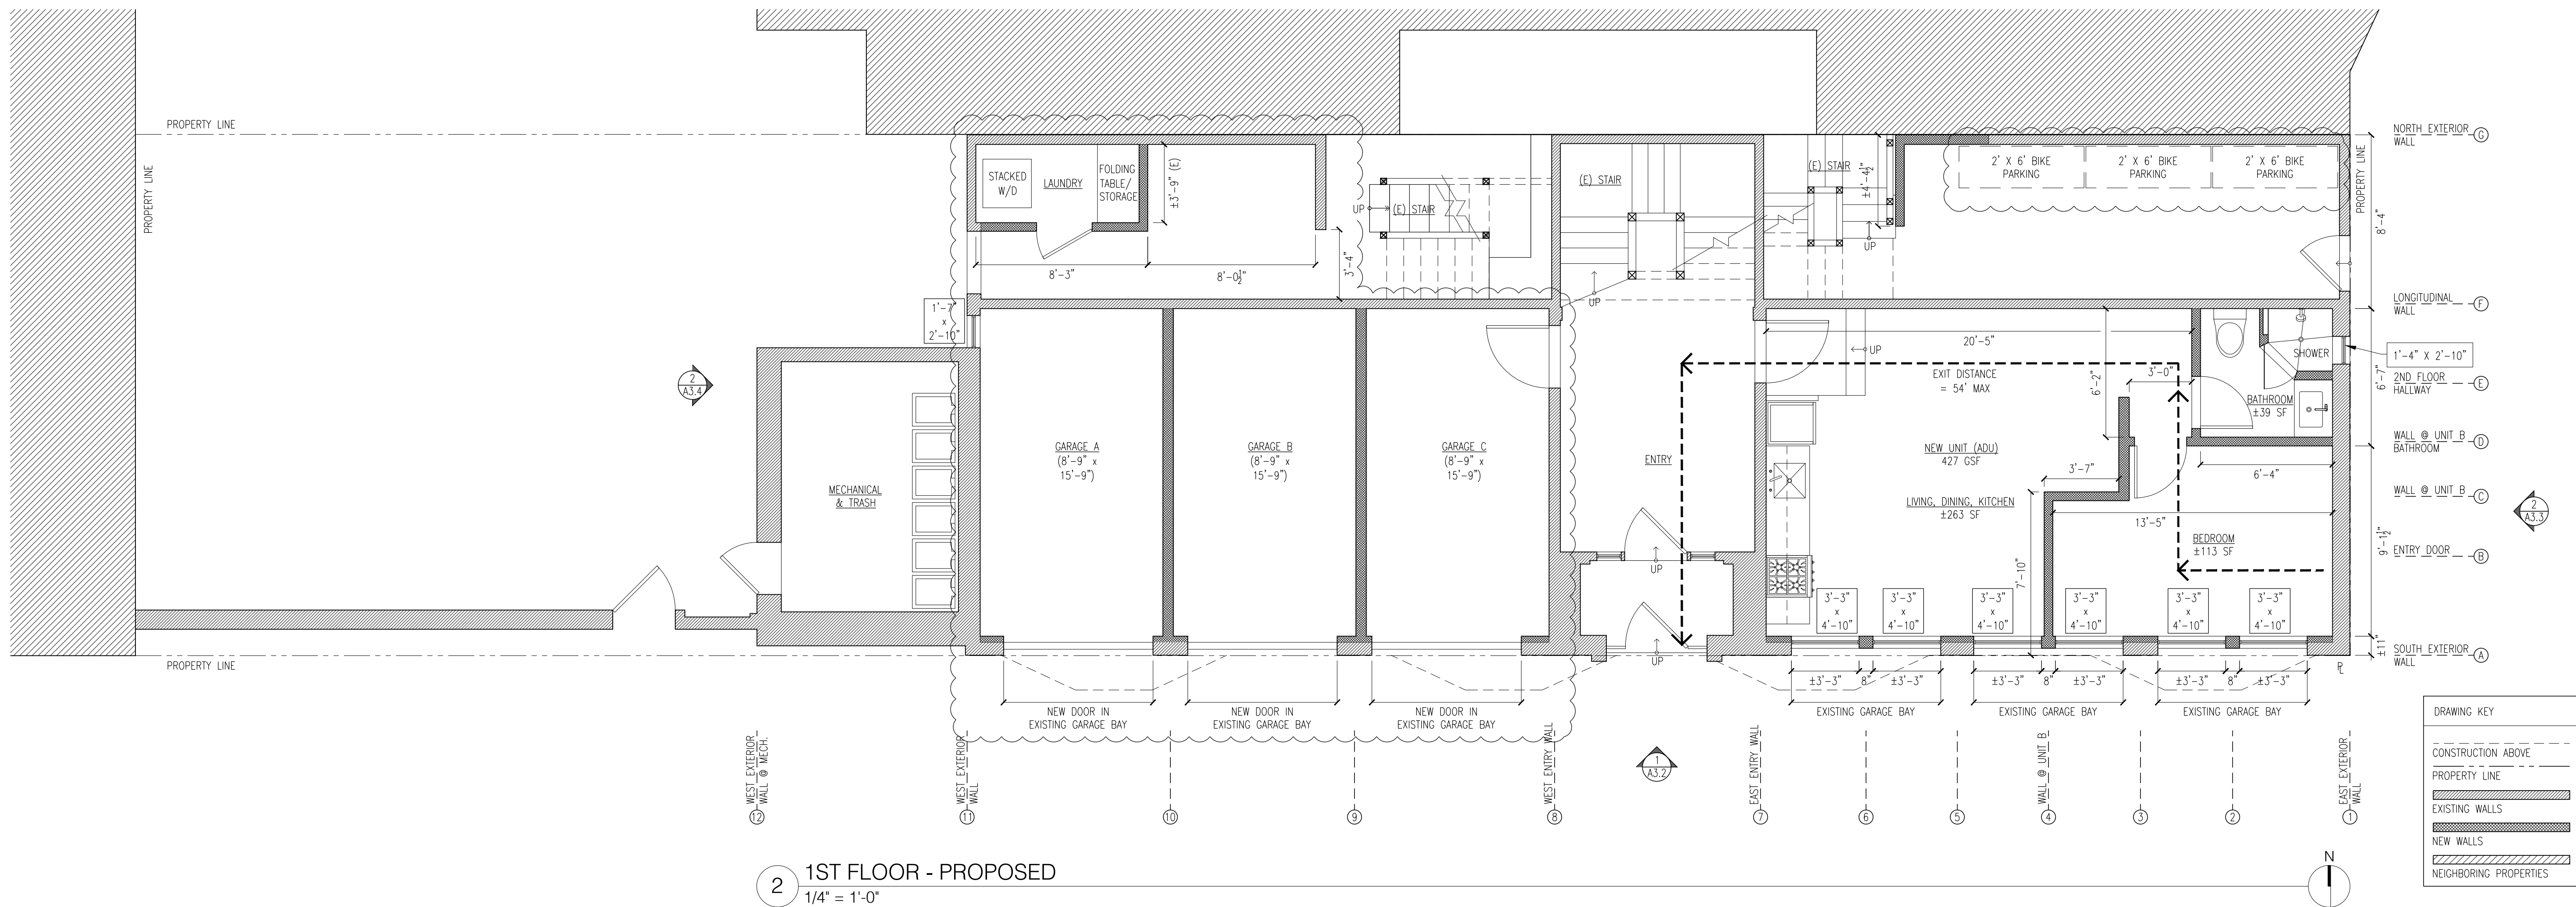 PROPERTY LINE
PROPERTY LINE
PROPERTY LINE
PROPERTY LINE
STACKED
W/D
LAUNDRY
FOLDING
TABLE/
STORAGE
±3'-9" (E)
8'-3"
8'-0½"
3'-4"
UP
(E) STAIR
(E) STAIR
UP
(E) STAIR
±4'-4½"
UP
2' X 6' BIKE
PARKING
2' X 6' BIKE
PARKING
2' X 6' BIKE
PARKING
8'-4"
NORTH EXTERIOR
WALL
G
LONGITUDINAL
WALL
F
6'-7"
2ND FLOOR
HALLWAY
E
WALL @ UNIT B
BATHROOM
D
WALL @ UNIT B
C
9'-1½"
ENTRY DOOR
B
±11"
SOUTH EXTERIOR
WALL
A
1'-7"
x
2'-10"
2
A3.4
MECHANICAL
& TRASH
GARAGE A
(8'-9" x
15'-9")
GARAGE B
(8'-9" x
15'-9")
GARAGE C
(8'-9" x
15'-9")
ENTRY
UP
UP
UP
20'-5"
EXIT DISTANCE
= 54' MAX
6'-2"
3'-0"
SHOWER
1'-4" X 2'-10"
BATHROOM
±39 SF
NEW UNIT (ADU)
427 GSF
LIVING, DINING, KITCHEN
±263 SF
3'-7"
6'-4"
13'-5"
BEDROOM
±113 SF
7'-10"
2
A3.3
3'-3"
x
4'-10"
3'-3"
x
4'-10"
3'-3"
x
4'-10"
3'-3"
x
4'-10"
3'-3"
x
4'-10"
3'-3"
x
4'-10"
±3'-3"
8"
±3'-3"
±3'-3"
8"
±3'-3"
±3'-3"
8"
±3'-3"
PL
NEW DOOR IN
EXISTING GARAGE BAY
NEW DOOR IN
EXISTING GARAGE BAY
NEW DOOR IN
EXISTING GARAGE BAY
EXISTING GARAGE BAY
EXISTING GARAGE BAY
EXISTING GARAGE BAY
1
A3.2
WEST EXTERIOR
WALL @ MECH.
12
WEST EXTERIOR
WALL
11
10
9
WEST ENTRY WALL
8
EAST ENTRY WALL
7
6
5
WALL @ UNIT B
4
3
2
EAST EXTERIOR
WALL
1
DRAWING KEY
CONSTRUCTION ABOVE
PROPERTY LINE
EXISTING WALLS
NEW WALLS
NEIGHBORING PROPERTIES
2
1ST FLOOR - PROPOSED
1/4" = 1'-0"
N